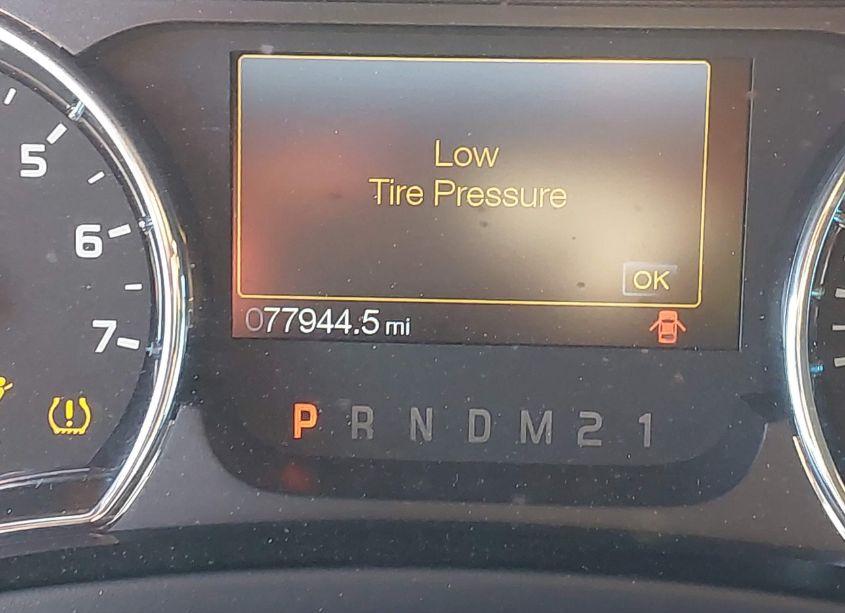 Low
Tire Pressure
OK
077944.5 mi
5
6
7
P R N D M 2 1